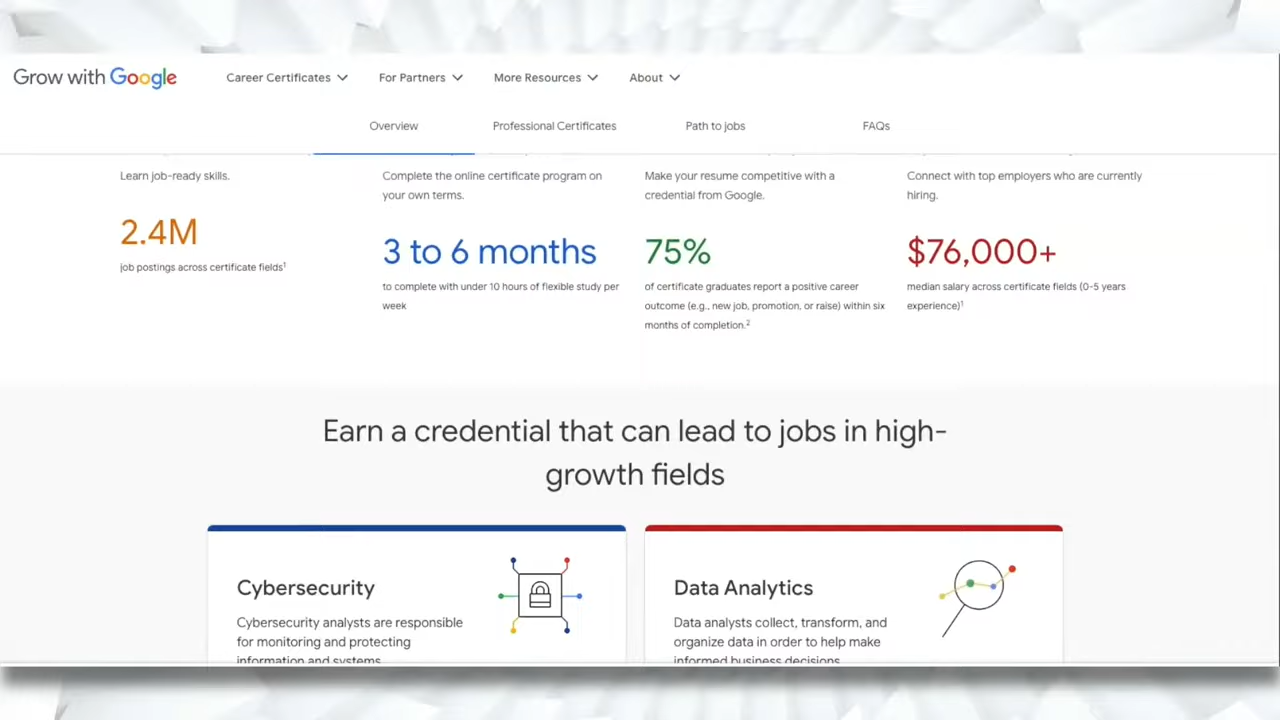 Grow with Google
Career Certificates
For Partners
More Resources
About
Overview
Professional Certificates
Path to jobs
FAQs
Learn job-ready skills.
2.4M
job postings across certificate fields¹
Complete the online certificate program on
your own terms.
3 to 6 months
to complete with under 10 hours of flexible study per
week
Make your resume competitive with a
credential from Google.
75%
of certificate graduates report a positive career
outcome (e.g., new job, promotion, or raise) within six
months of completion.²
Connect with top employers who are currently
hiring.
$76,000+
median salary across certificate fields (0-5 years
experience)¹
Earn a credential that can lead to jobs in high-
growth fields
Cybersecurity
Cybersecurity analysts are responsible
for monitoring and protecting
information and systems
Data Analytics
Data analysts collect, transform, and
organize data in order to help make
informed business decisions